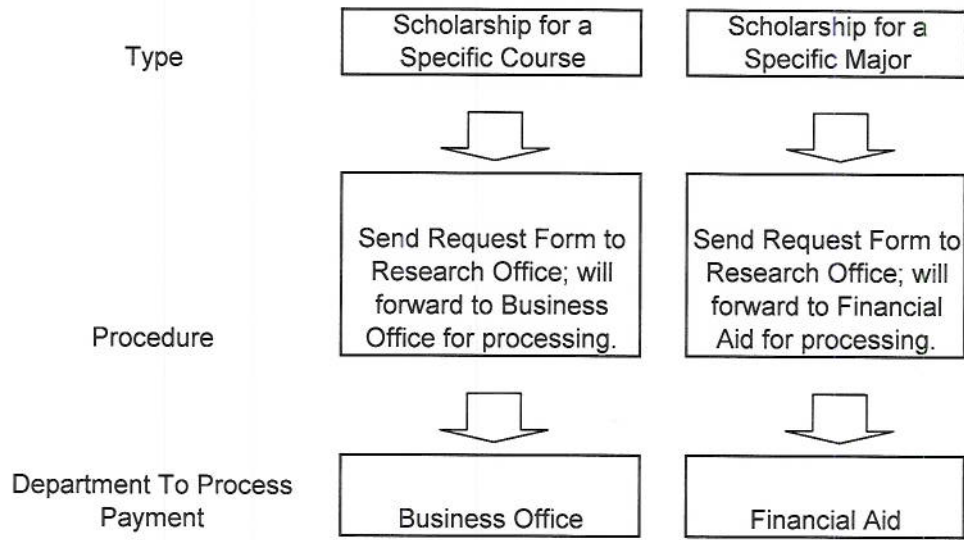 Type
Scholarship for a
Specific Course
Scholarship for a
Specific Major
Procedure
Send Request Form to
Research Office; will
forward to Business
Office for processing.
Send Request Form to
Research Office; will
forward to Financial
Aid for processing.
Department To Process
Payment
Business Office
Financial Aid